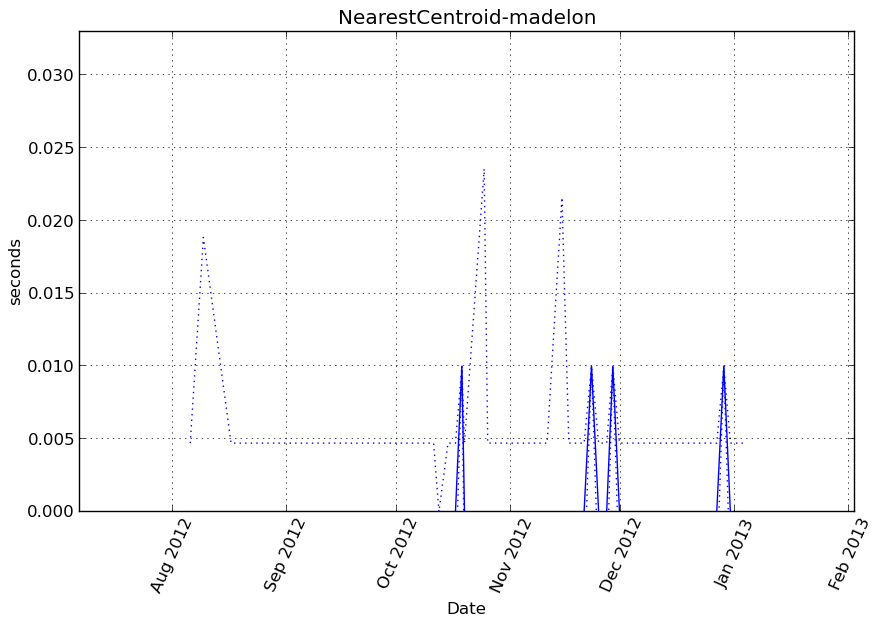 NearestCentroid-madelon
0.030
0.025
0.020
0.015
0.010
0.005
0.000
seconds
Aug 2012
Sep 2012
Oct 2012
Nov 2012
Dec 2012
Jan 2013
Feb 2013
Date